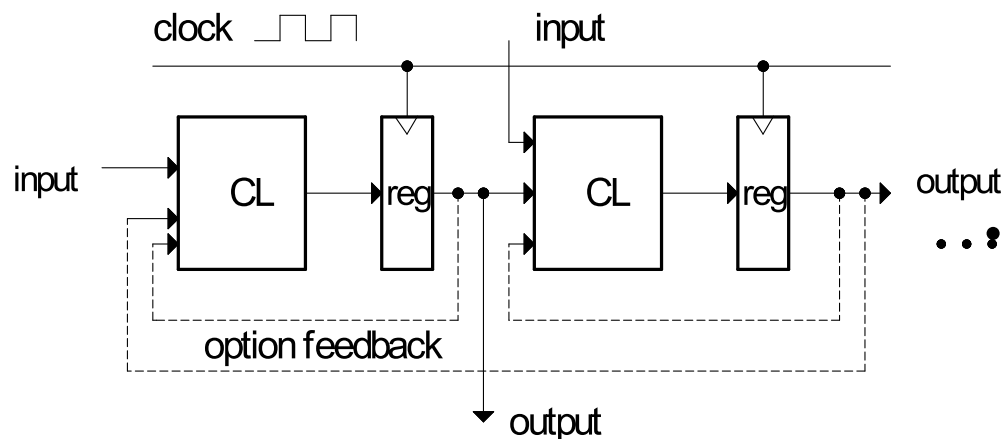 clock
input
input
CL
reg
CL
reg
output
option feedback
output